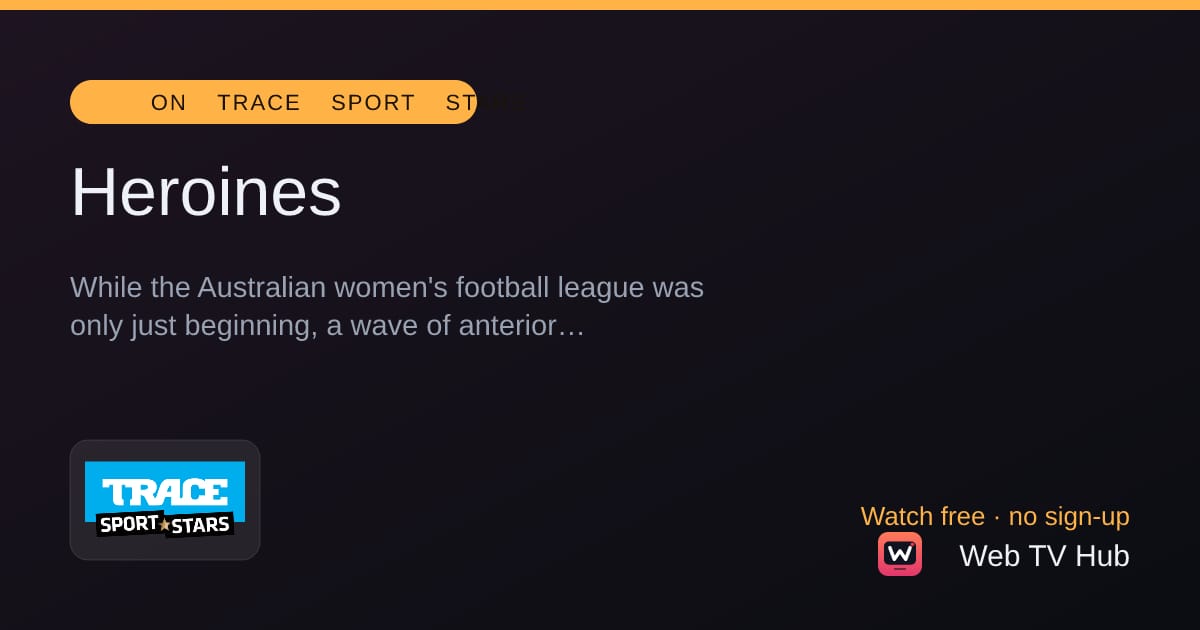 ON TRACE SPORT STARS
Heroines
While the Australian women's football league was
only just beginning, a wave of anterior…
TRACE
SPORT★STARS
Watch free · no sign-up
W
Web TV Hub